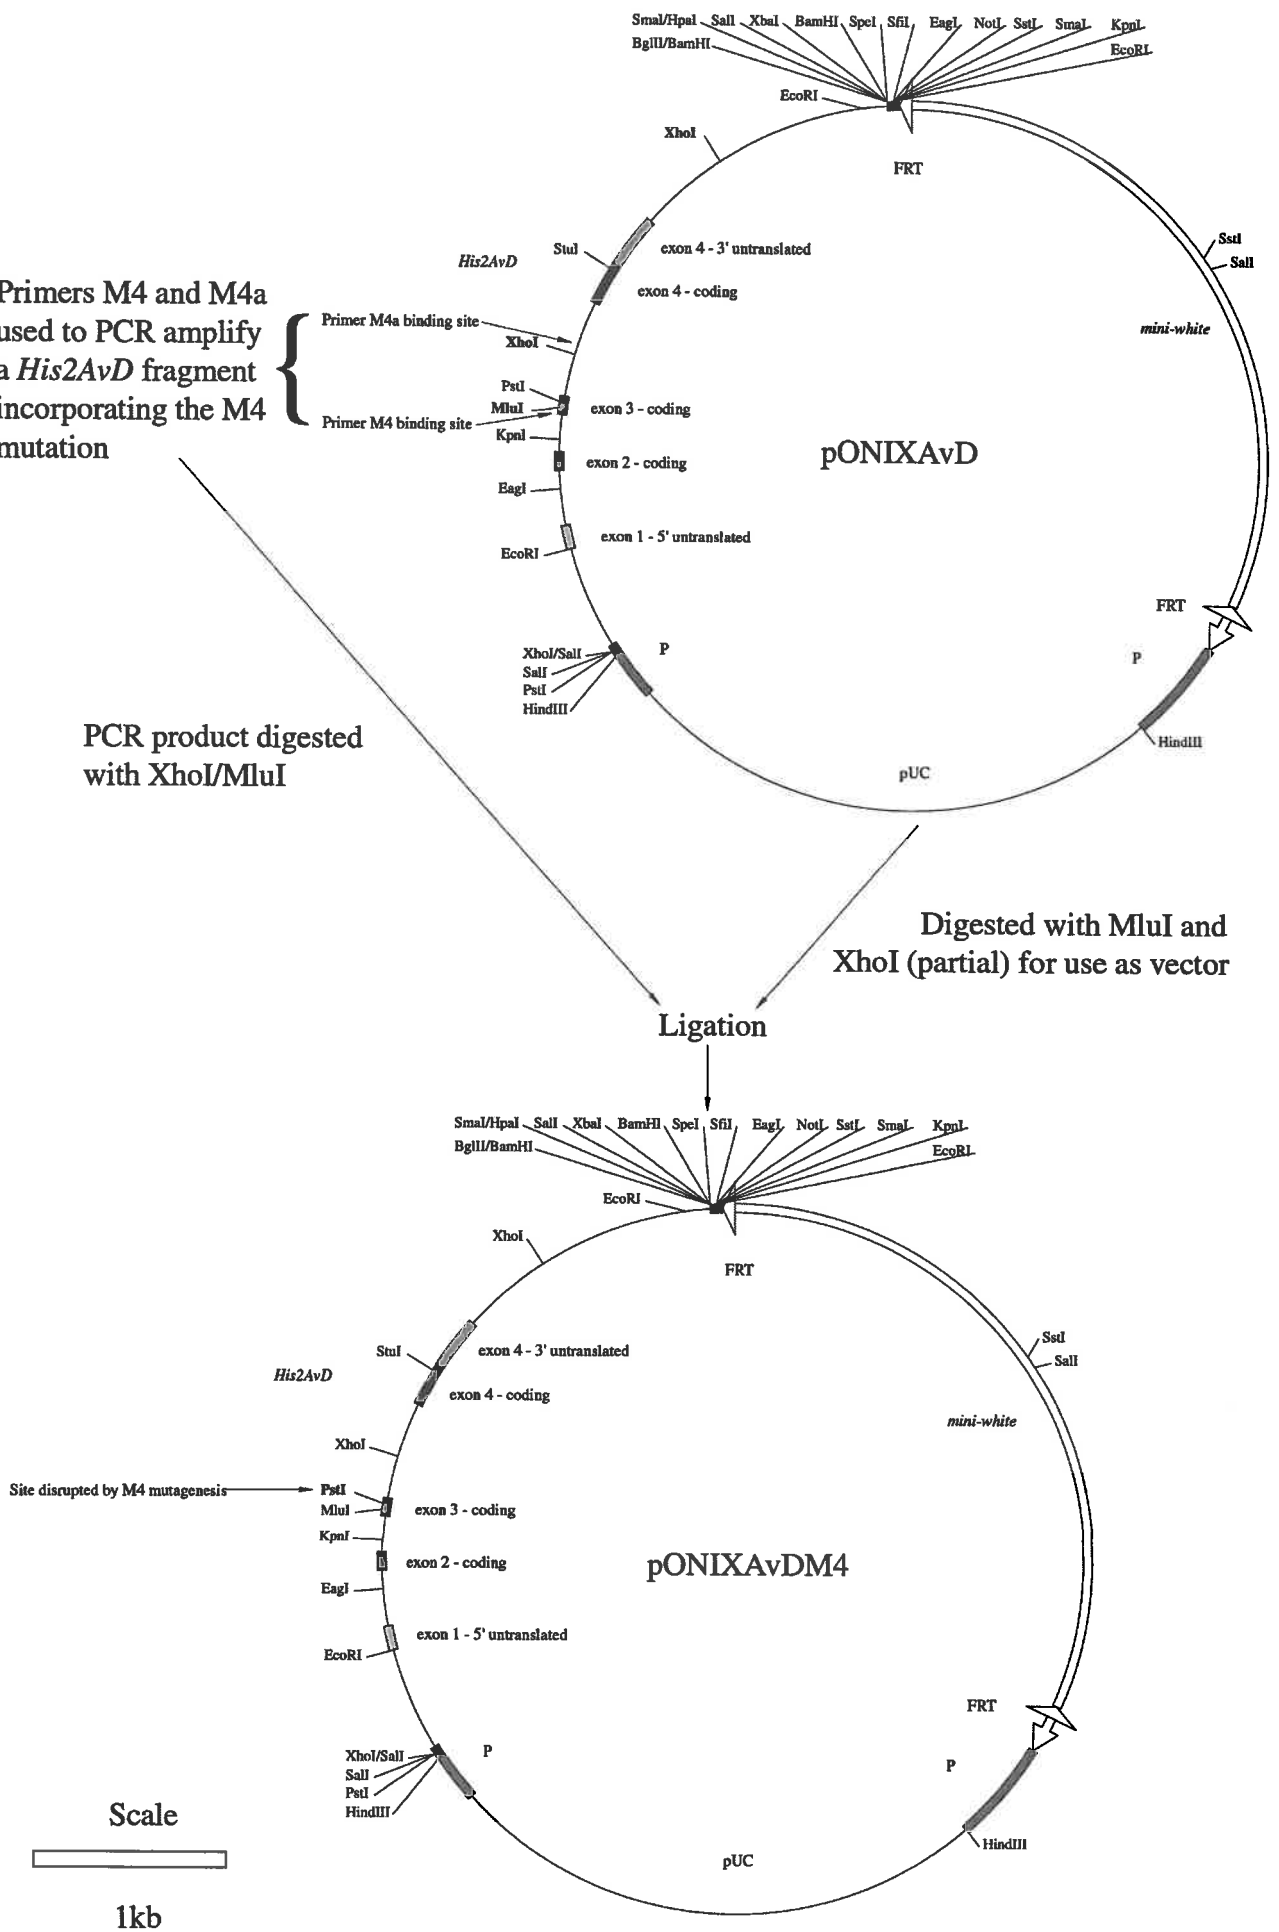 SmaI/HpaI SalI XbaI BamHI SpeI SfiI EagI NotI SstI SmaI KpnI
BglII/BamHI EcoRI
EcoRI
XhoI
FRT
StuI
exon 4 - 3' untranslated
His2AvD
exon 4 - coding
SstI
SalI
mini-white
Primers M4 and M4a
used to PCR amplify
a His2AvD fragment
incorporating the M4
mutation
Primer M4a binding site
XhoI
PstI
MluI
exon 3 - coding
Primer M4 binding site
KpnI
pONIXAvD
exon 2 - coding
EagI
exon 1 - 5' untranslated
EcoRI
FRT
XhoI/SalI
SalI
PstI
HindIII
P
P
HindIII
pUC
PCR product digested
with XhoI/MluI
Digested with MluI and
XhoI (partial) for use as vector
Ligation
SmaI/HpaI SalI XbaI BamHI SpeI SfiI EagI NotI SstI SmaI KpnI
BglII/BamHI EcoRI
EcoRI
XhoI
FRT
StuI
exon 4 - 3' untranslated
His2AvD
exon 4 - coding
SstI
SalI
mini-white
XhoI
Site disrupted by M4 mutagenesis
PstI
MluI
exon 3 - coding
KpnI
exon 2 - coding
pONIXAvDM4
EagI
exon 1 - 5' untranslated
EcoRI
FRT
XhoI/SalI
SalI
PstI
HindIII
P
P
HindIII
pUC
Scale
1kb